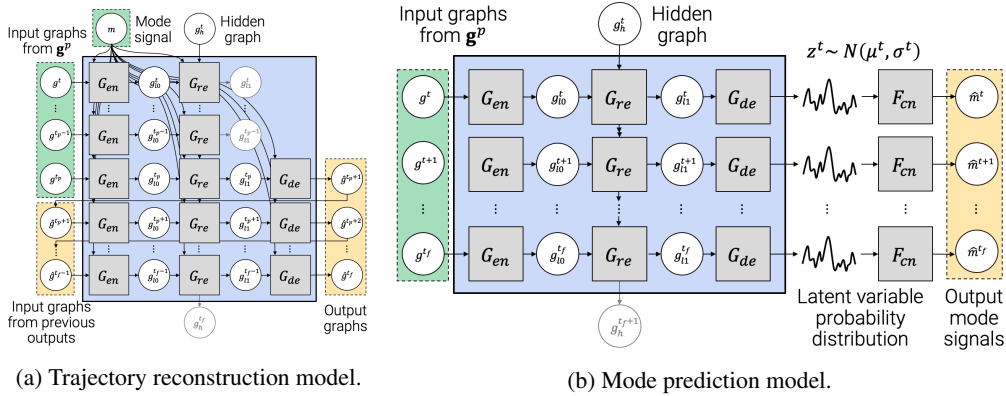 Input graphs
from g^p
m
Mode
signal
g_h^t
Hidden
graph
g^t
G_en
g_l0^t
G_re
g_l1^t
⋮ ⋮ ⋮ ⋮ ⋮
g^{t_p-1}
G_en
g_l0^{t_p-1}
G_re
g_l1^{t_p-1}
g^{t_p}
G_en
g_l0^{t_p}
G_re
g_l1^{t_p}
G_de
ĝ^{t_p+1}
ĝ^{t_p+1}
G_en
g_l0^{t_p+1}
G_re
g_l1^{t_p+1}
G_de
ĝ^{t_p+2}
⋮ ⋮ ⋮ ⋮ ⋮ ⋮ ⋮
ĝ^{t_f-1}
G_en
g_l0^{t_f-1}
G_re
g_l1^{t_f-1}
G_de
ĝ^{t_f}
Input graphs
from previous
outputs
g_h^{t_f}
Output
graphs
(a) Trajectory reconstruction model.
Input graphs
from g^p
g_h^t
Hidden
graph
z^t ~ N(μ^t, σ^t)
g^t
G_en
g_l0^t
G_re
g_l1^t
G_de
F_cn
m̂^t
g^{t+1}
G_en
g_l0^{t+1}
G_re
g_l1^{t+1}
G_de
F_cn
m̂^{t+1}
⋮ ⋮ ⋮ ⋮ ⋮ ⋮ ⋮ ⋮ ⋮
g^{t_f}
G_en
g_l0^{t_f}
G_re
g_l1^{t_f}
G_de
F_cn
m̂^{t_f}
g_h^{t_f+1}
Latent variable
probability
distribution
Output
mode
signals
(b) Mode prediction model.